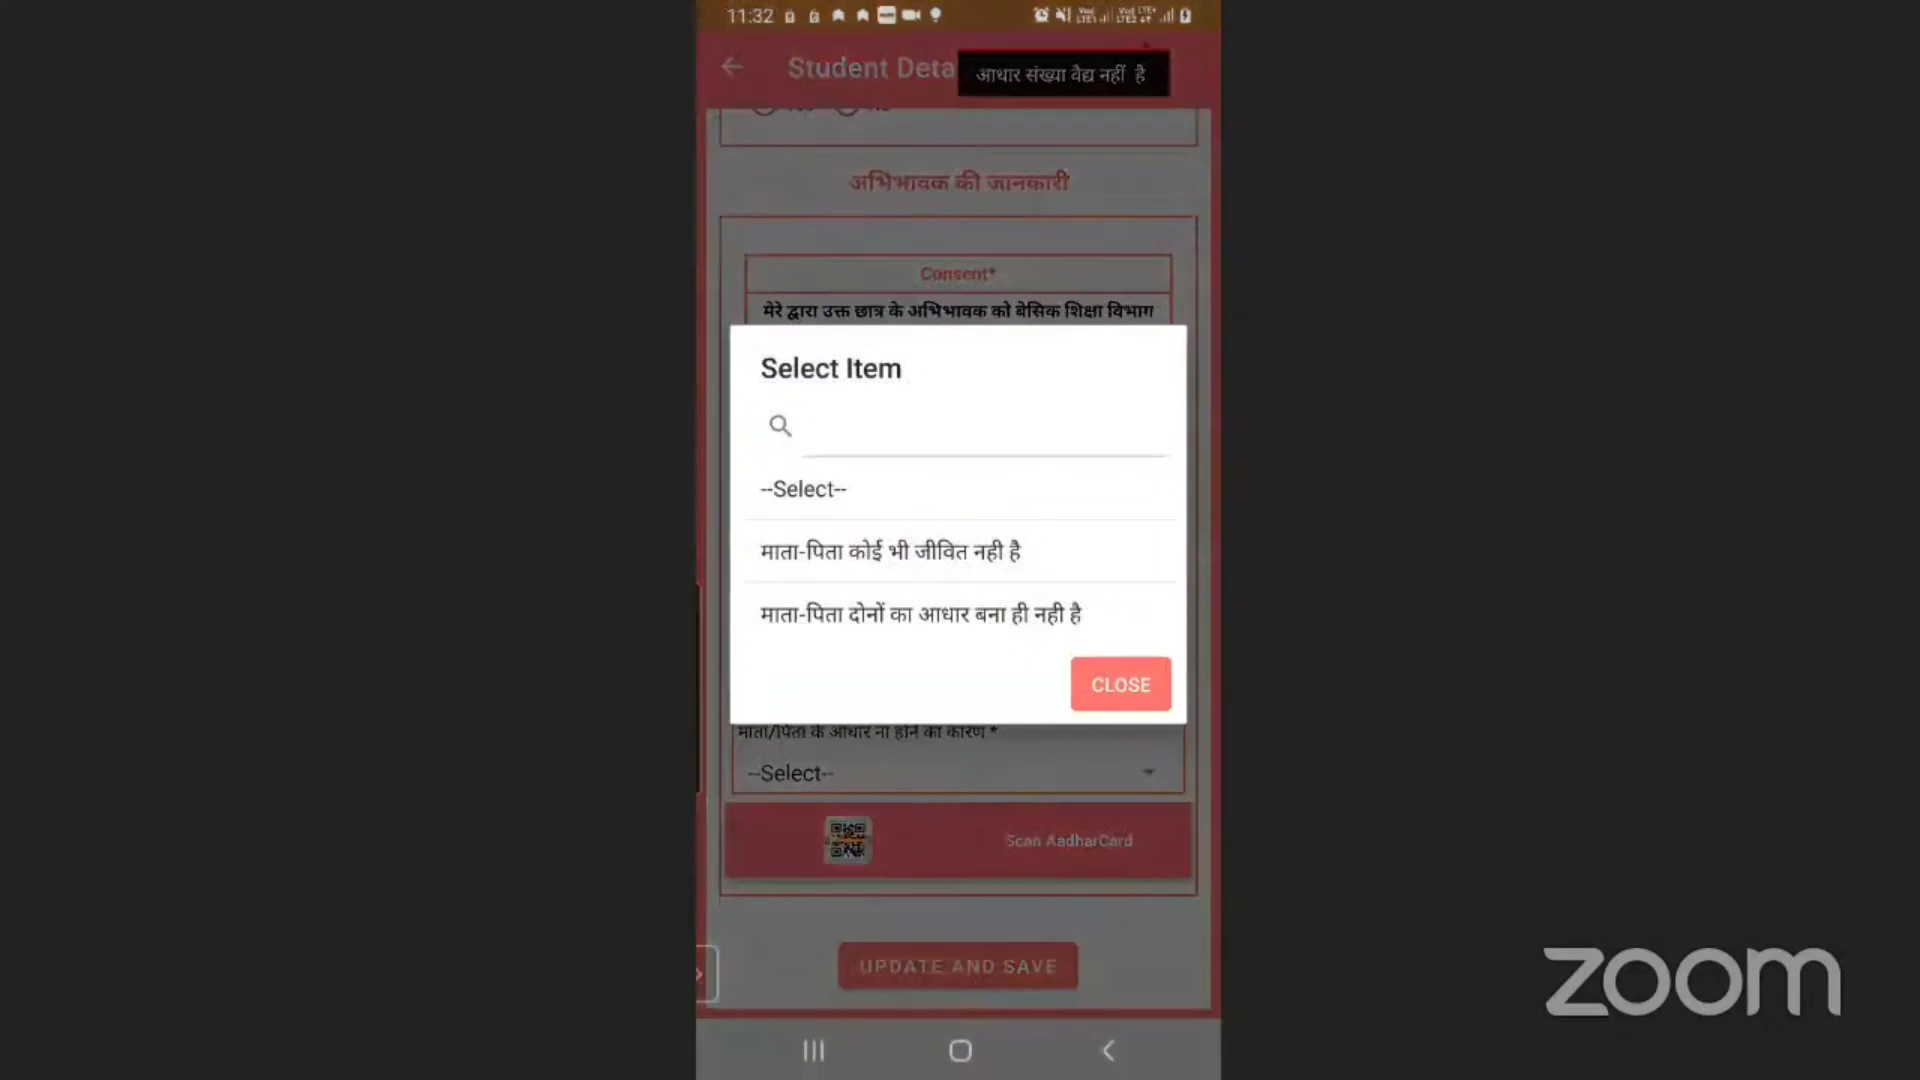 11:32
Student Deta
आधार संख्या वैद्य नहीं है
अभिभावक की जानकारी
Consent*
मेरे द्वारा उक्त छात्र के अभिभावक को बेसिक शिक्षा विभाग
Select Item
--Select--
माता-पिता कोई भी जीवित नही है
माता-पिता दोनों का आधार बना ही नही है
CLOSE
माता/पिता के आधार ना होने का कारण *
--Select--
Scan AadharCard
UPDATE AND SAVE
zoom